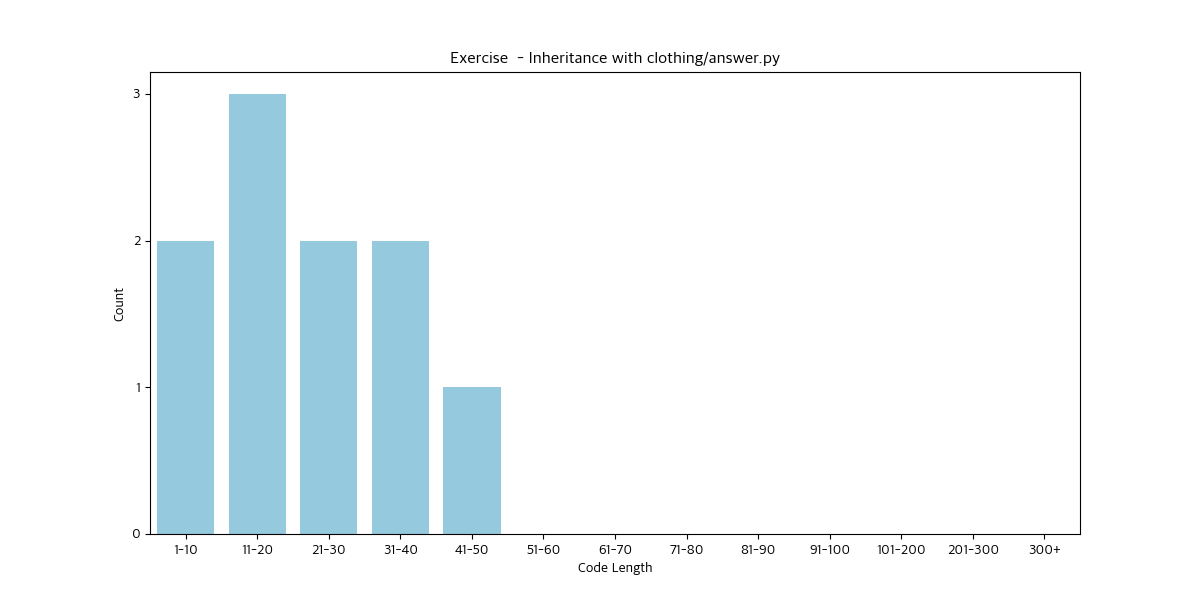 Exercise  - Inheritance with clothing/answer.py
3
2
1
0
Count
1-10 11-20 21-30 31-40 41-50 51-60 61-70 71-80 81-90 91-100 101-200 201-300 300+
Code Length